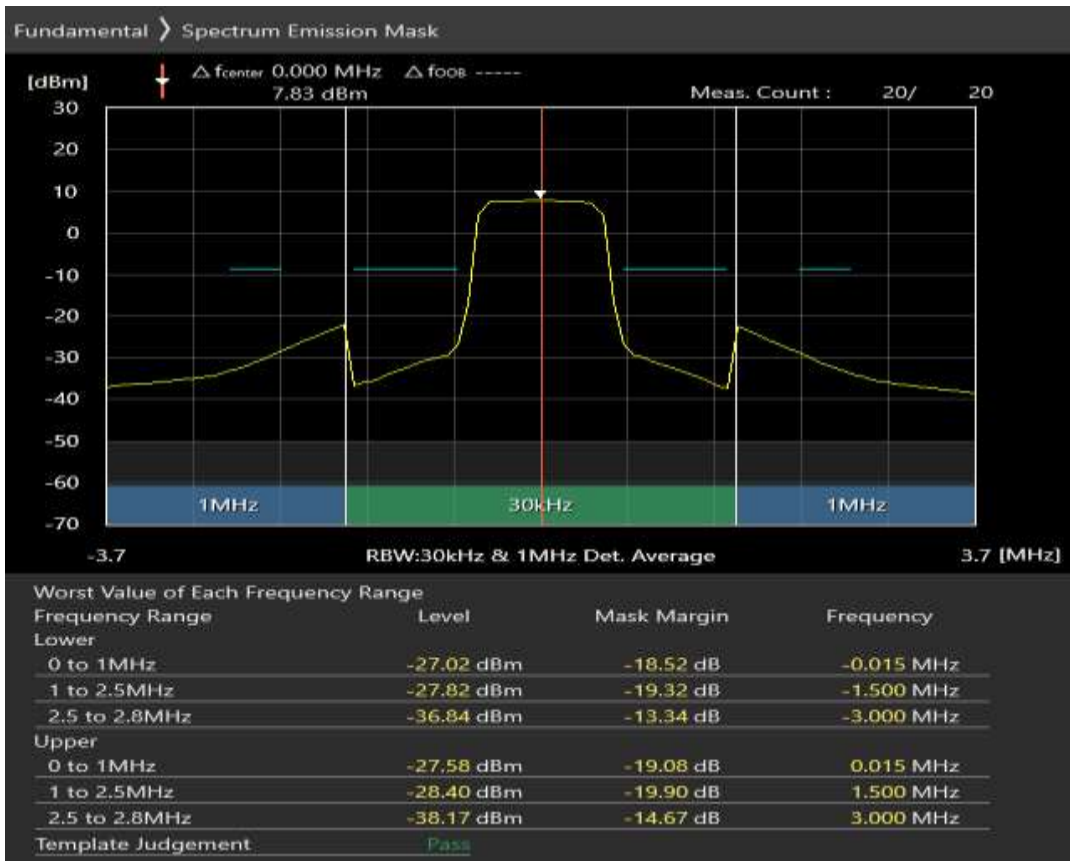 Fundamental 〉 Spectrum Emission Mask
△ fcenter 0.000 MHz △ fOOB -----
[dBm]
7.83 dBm Meas. Count : 20/ 20
30
20
10
0
-10
-20
-30
-40
-50
-60
1MHz 30kHz 1MHz
-70
-3.7 RBW:30kHz & 1MHz Det. Average 3.7 [MHz]
Worst Value of Each Frequency Range
Frequency Range Level Mask Margin Frequency
Lower
0 to 1MHz -27.02 dBm -18.52 dB -0.015 MHz
1 to 2.5MHz -27.82 dBm -19.32 dB -1.500 MHz
2.5 to 2.8MHz -36.84 dBm -13.34 dB -3.000 MHz
Upper
0 to 1MHz -27.58 dBm -19.08 dB 0.015 MHz
1 to 2.5MHz -28.40 dBm -19.90 dB 1.500 MHz
2.5 to 2.8MHz -38.17 dBm -14.67 dB 3.000 MHz
Template Judgement Pass